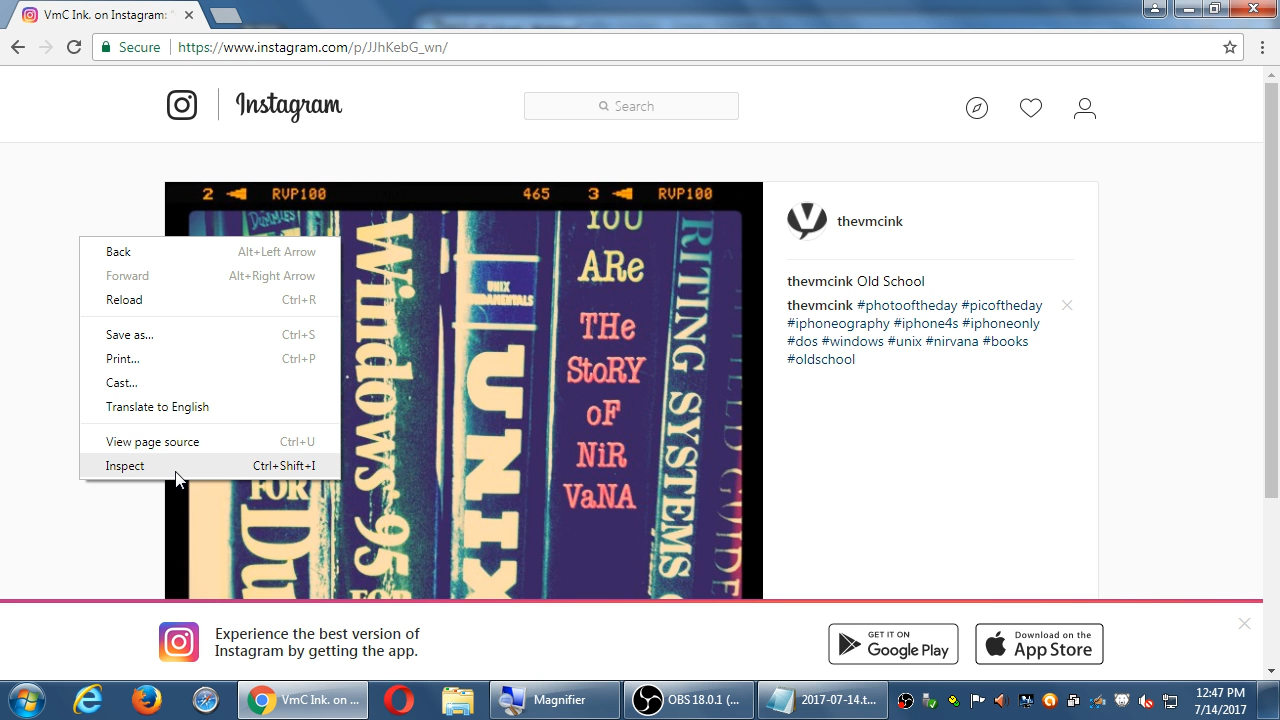 VmC Ink. on Instagram: "
Secure
https://www.instagram.com/p/JJhKebG_wn/
Instagram
Search
2
RVP100
465
3
RVP100
DUMMIES
Windows 95
FOR
FOR
Du
UNIX
UNIX
YOU
ARe
THe
StoRY
oF
NiR
VaNA
RITING SYSTEMS
GUIDE
Back Alt+Left Arrow
Forward Alt+Right Arrow
Reload Ctrl+R
Save as... Ctrl+S
Print... Ctrl+P
Cast...
Translate to English
View page source Ctrl+U
Inspect Ctrl+Shift+I
thevmcink
thevmcink Old School
thevmcink #photooftheday #picoftheday
#iphoneography #iphone4s #iphoneonly
#dos #windows #unix #nirvana #books
#oldschool
Experience the best version of
Instagram by getting the app.
GET IT ON
Google Play
Download on the
App Store
VmC Ink. on ...
Magnifier
OBS 18.0.1 (...
2017-07-14.t...
12:47 PM
7/14/2017